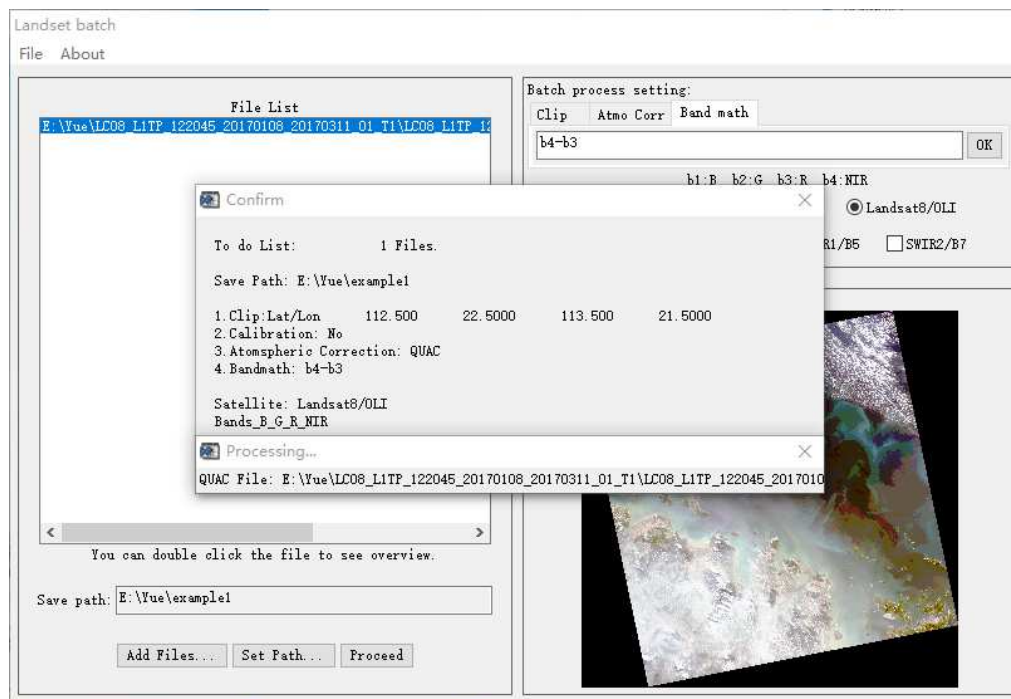 Landset batch
File About
File List
E:\Yue\LC08_L1TP_122045_20170108_20170311_01_T1\LC08_L1TP_12
You can double click the file to see overview.
Save path: E:\Yue\example1
Add Files... Set Path... Proceed
Batch process setting:
Clip Atmo Corr Band math
b4-b3 OK
b1:B b2:G b3:R b4:NIR
Landsat8/OLI
R1/B5 SWIR2/B7
Confirm
To do List: 1 Files.
Save Path: E:\Yue\example1
1.Clip:Lat/Lon 112.500 22.5000 113.500 21.5000
2.Calibration: No
3.Atomspheric Correction: QUAC
4.Bandmath: b4-b3
Satellite: Landsat8/OLI
Bands_B_G_R_NIR
Processing...
QUAC File: E:\Yue\LC08_L1TP_122045_20170108_20170311_01_T1\LC08_L1TP_122045_2017010